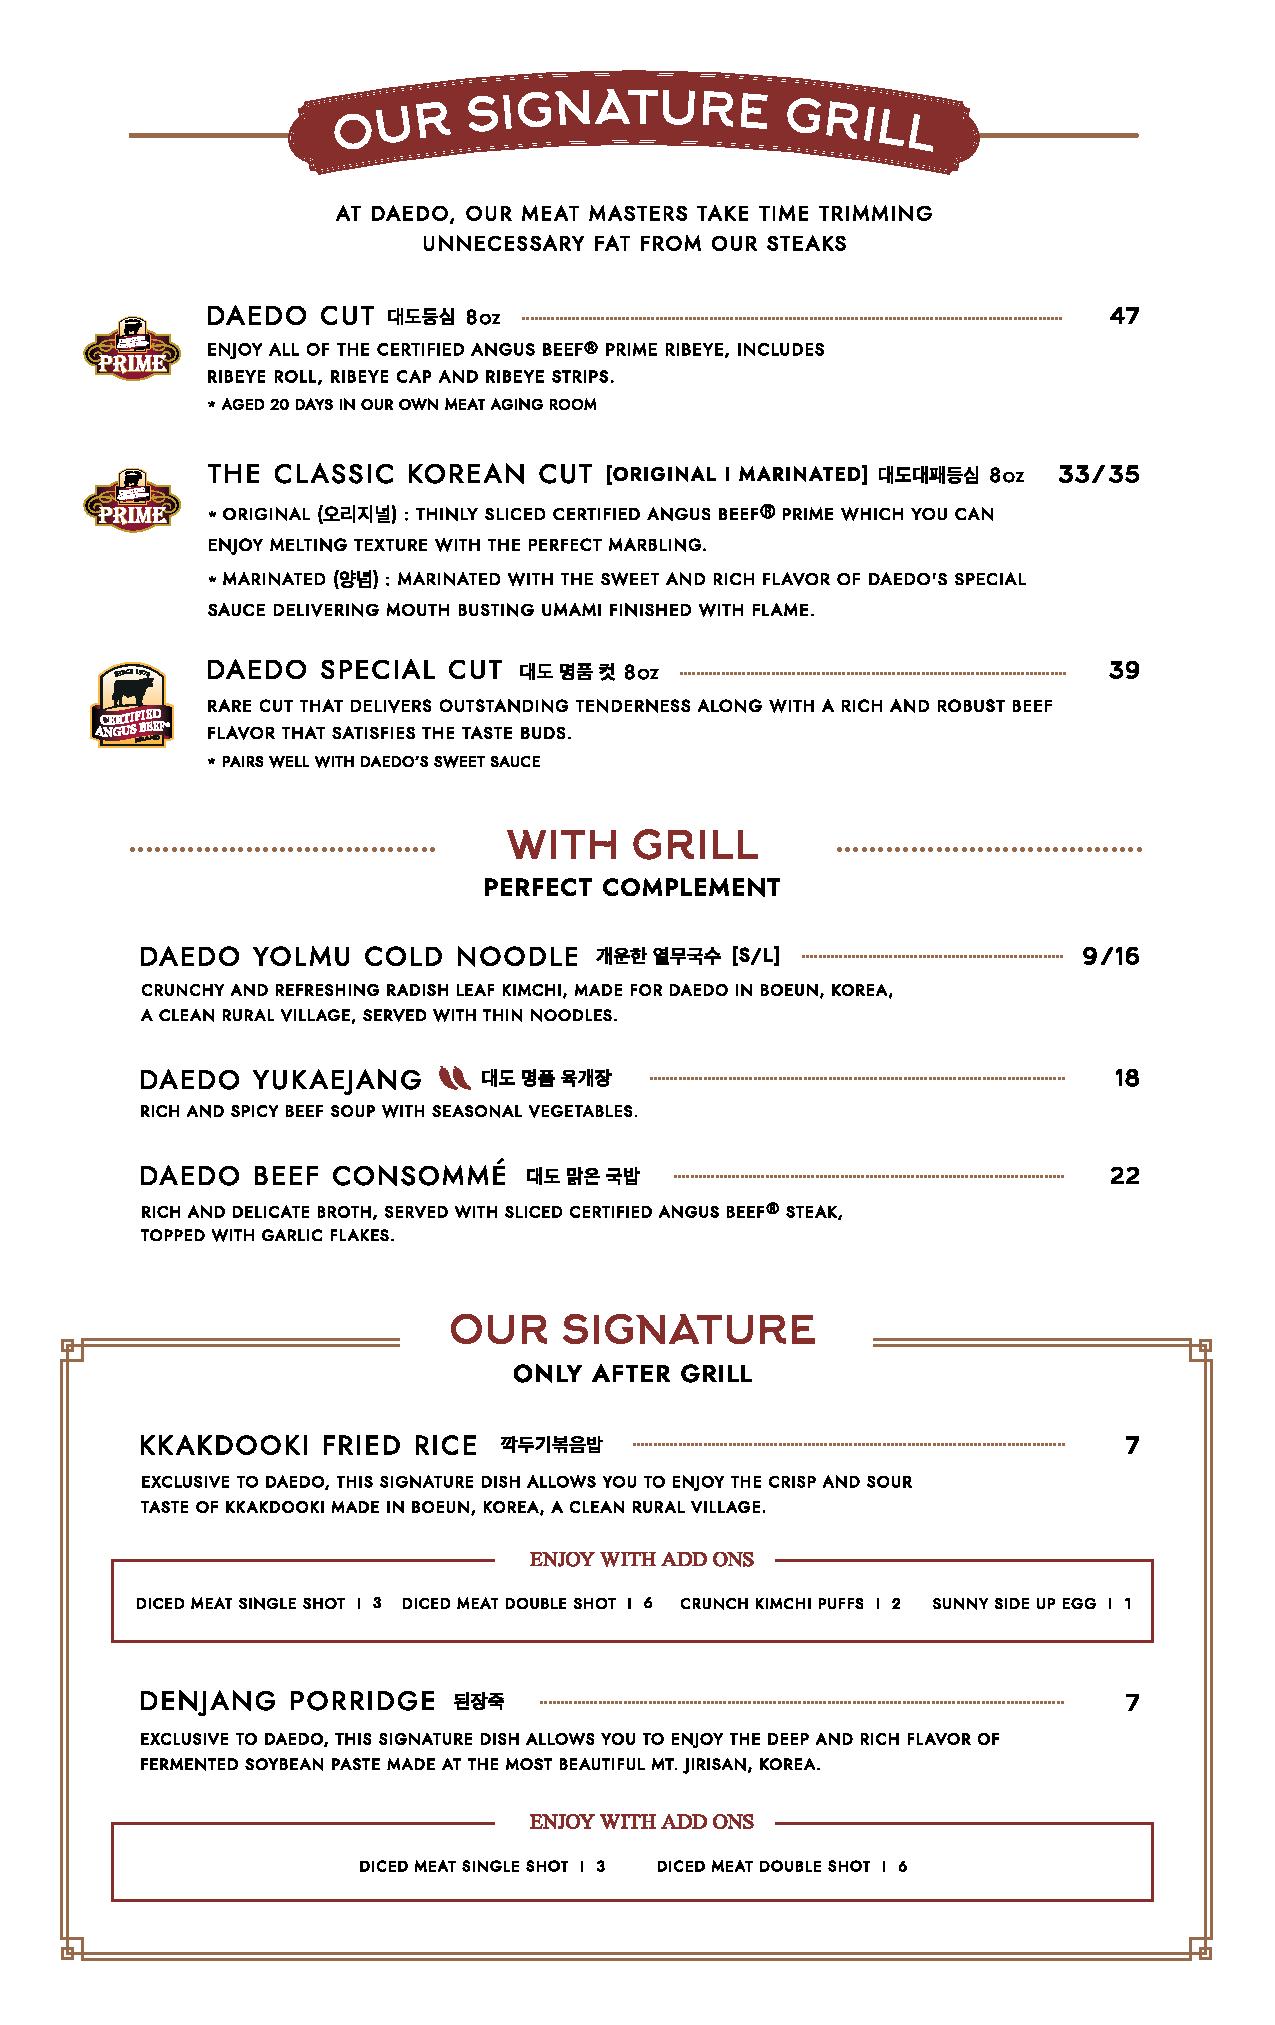 OUR SIGNATURE GRILL
AT DAEDO, OUR MEAT MASTERS TAKE TIME TRIMMING
UNNECESSARY FAT FROM OUR STEAKS
DAEDO CUT 대도등심 8oz 47
PRIME
ENJOY ALL OF THE CERTIFIED ANGUS BEEF® PRIME RIBEYE, INCLUDES
RIBEYE ROLL, RIBEYE CAP AND RIBEYE STRIPS.
* AGED 20 DAYS IN OUR OWN MEAT AGING ROOM
THE CLASSIC KOREAN CUT [ORIGINAL I MARINATED] 대도대패등심 8oz 33/35
PRIME
* ORIGINAL (오리지널) : THINLY SLICED CERTIFIED ANGUS BEEF® PRIME WHICH YOU CAN
ENJOY MELTING TEXTURE WITH THE PERFECT MARBLING.
* MARINATED (양념) : MARINATED WITH THE SWEET AND RICH FLAVOR OF DAEDO'S SPECIAL
SAUCE DELIVERING MOUTH BUSTING UMAMI FINISHED WITH FLAME.
DAEDO SPECIAL CUT 대도 명품 컷 8oz 39
SINCE 1978
CERTIFIED
ANGUS BEEF®
BRAND
RARE CUT THAT DELIVERS OUTSTANDING TENDERNESS ALONG WITH A RICH AND ROBUST BEEF
FLAVOR THAT SATISFIES THE TASTE BUDS.
* PAIRS WELL WITH DAEDO'S SWEET SAUCE
WITH GRILL
PERFECT COMPLEMENT
DAEDO YOLMU COLD NOODLE 개운한 열무국수 [S/L] 9/16
CRUNCHY AND REFRESHING RADISH LEAF KIMCHI, MADE FOR DAEDO IN BOEUN, KOREA,
A CLEAN RURAL VILLAGE, SERVED WITH THIN NOODLES.
DAEDO YUKAEJANG 대도 명품 육개장 18
RICH AND SPICY BEEF SOUP WITH SEASONAL VEGETABLES.
DAEDO BEEF CONSOMMÉ 대도 맑은 국밥 22
RICH AND DELICATE BROTH, SERVED WITH SLICED CERTIFIED ANGUS BEEF® STEAK,
TOPPED WITH GARLIC FLAKES.
OUR SIGNATURE
ONLY AFTER GRILL
KKAKDOOKI FRIED RICE 깍두기볶음밥 7
EXCLUSIVE TO DAEDO, THIS SIGNATURE DISH ALLOWS YOU TO ENJOY THE CRISP AND SOUR
TASTE OF KKAKDOOKI MADE IN BOEUN, KOREA, A CLEAN RURAL VILLAGE.
ENJOY WITH ADD ONS
DICED MEAT SINGLE SHOT I 3 DICED MEAT DOUBLE SHOT I 6 CRUNCH KIMCHI PUFFS I 2 SUNNY SIDE UP EGG I 1
DENJANG PORRIDGE 된장죽 7
EXCLUSIVE TO DAEDO, THIS SIGNATURE DISH ALLOWS YOU TO ENJOY THE DEEP AND RICH FLAVOR OF
FERMENTED SOYBEAN PASTE MADE AT THE MOST BEAUTIFUL MT. JIRISAN, KOREA.
ENJOY WITH ADD ONS
DICED MEAT SINGLE SHOT I 3 DICED MEAT DOUBLE SHOT I 6